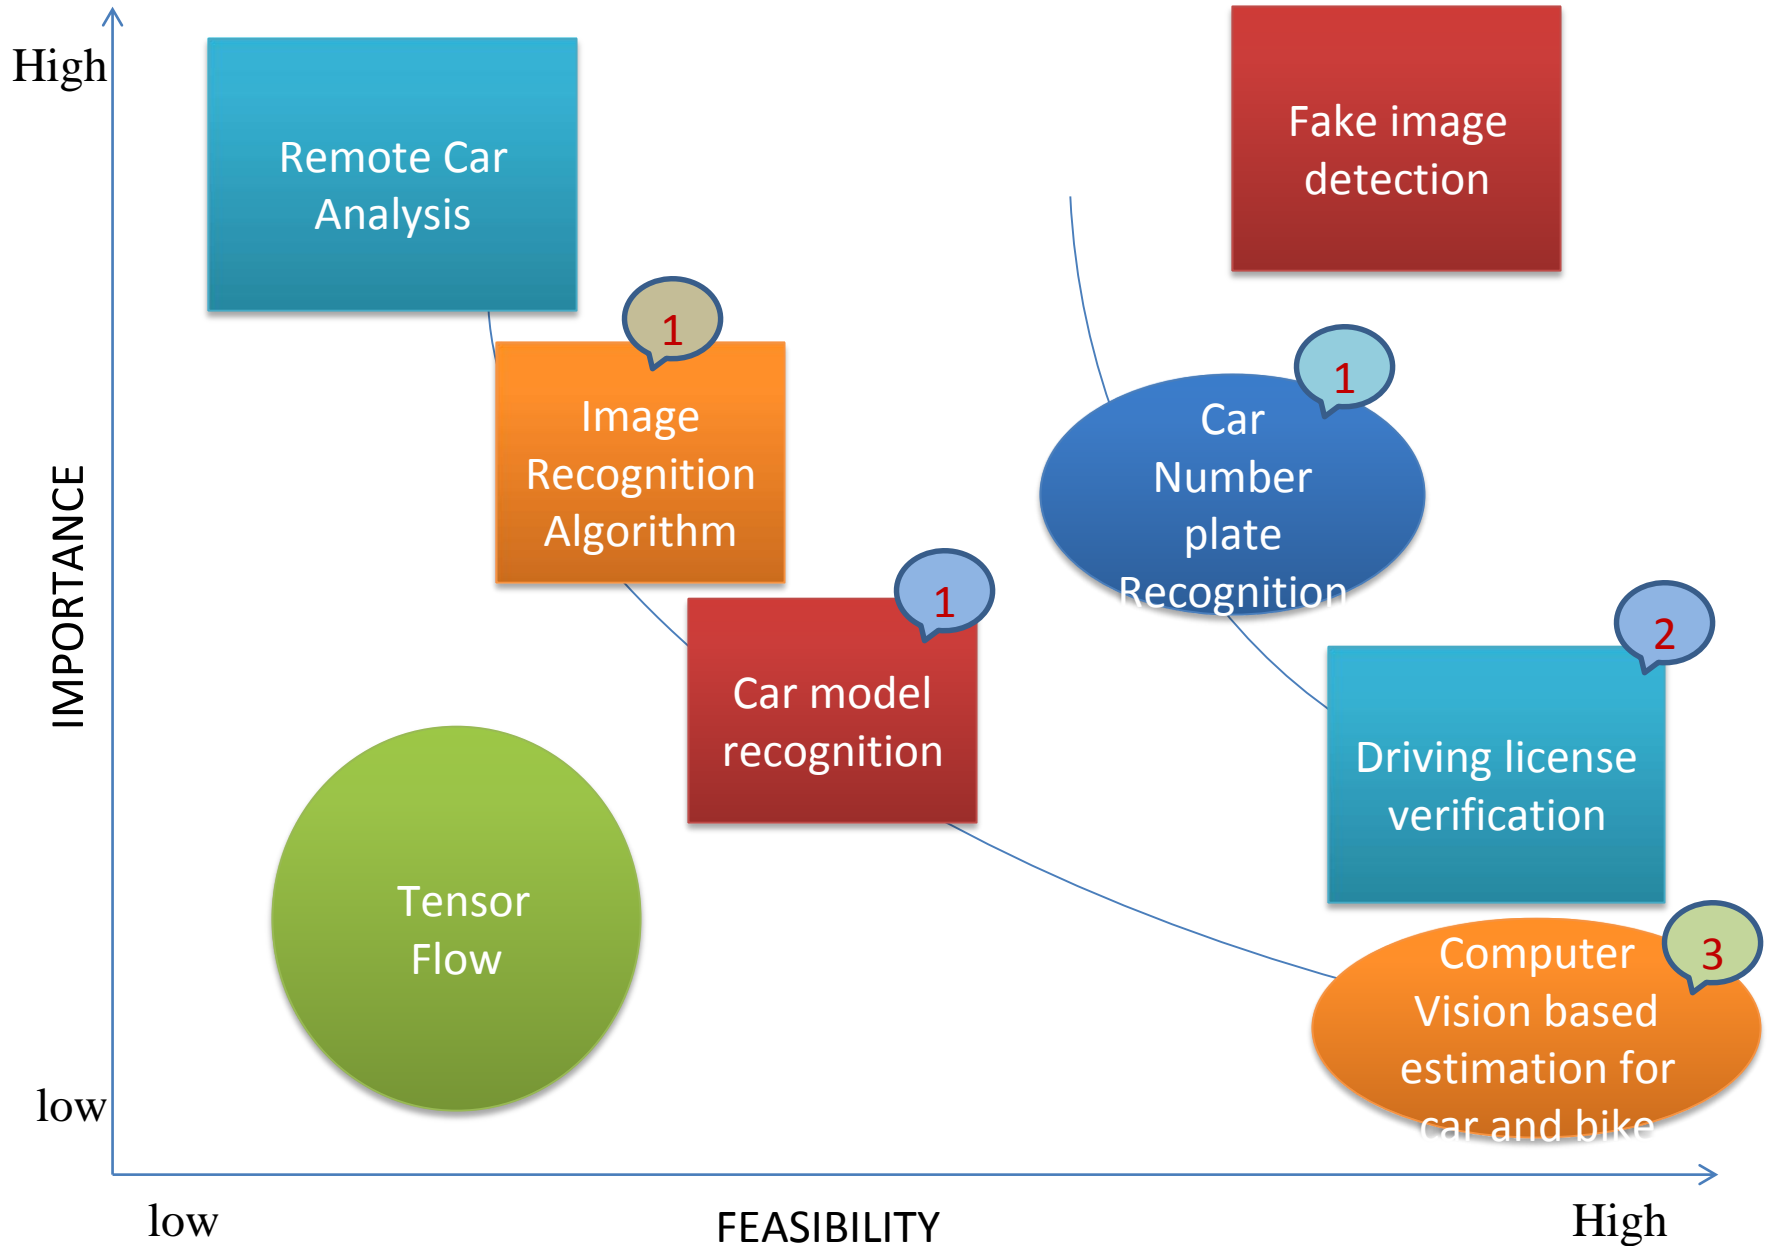 High
Remote Car
Analysis
Fake image
detection
1
Image
Recognition
Algorithm
1
Car
Number
plate
Recognition
IMPORTANCE
1
Car model
recognition
2
Driving license
verification
Tensor
Flow
3
Computer
Vision based
estimation for
car and bike
low
low
FEASIBILITY
High